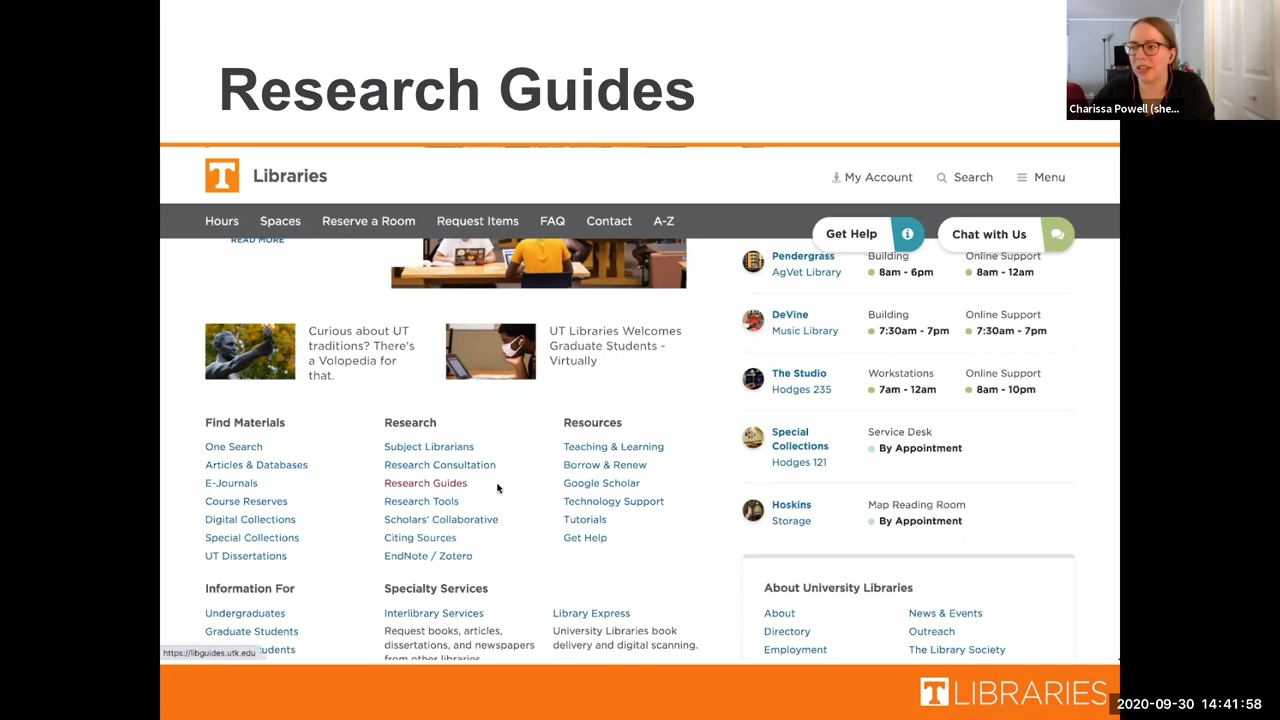 Research Guides
Charissa Powell (she...
T Libraries
My Account
Search
Menu
Hours
Spaces
Reserve a Room
Request Items
FAQ
Contact
A-Z
Get Help
Chat with Us
READ MORE
Curious about UT
traditions? There's
a Volopedia for
that.
UT Libraries Welcomes
Graduate Students -
Virtually
Pendergrass
AgVet Library
Building
8am - 6pm
Online Support
8am - 12am
DeVine
Music Library
Building
7:30am - 7pm
Online Support
7:30am - 7pm
The Studio
Hodges 235
Workstations
7am - 12am
Online Support
8am - 10pm
Special
Collections
Hodges 121
Service Desk
By Appointment
Hoskins
Storage
Map Reading Room
By Appointment
Find Materials
One Search
Articles & Databases
E-Journals
Course Reserves
Digital Collections
Special Collections
UT Dissertations
Research
Subject Librarians
Research Consultation
Research Guides
Research Tools
Scholars' Collaborative
Citing Sources
EndNote / Zotero
Resources
Teaching & Learning
Borrow & Renew
Google Scholar
Technology Support
Tutorials
Get Help
Information For
Undergraduates
Graduate Students
udents
Specialty Services
Interlibrary Services
Request books, articles,
dissertations, and newspapers
from other libraries.
Library Express
University Libraries book
delivery and digital scanning.
About University Libraries
About
Directory
Employment
News & Events
Outreach
The Library Society
https://libguides.utk.edu
T LIBRARIES
2020-09-30 14:41:58